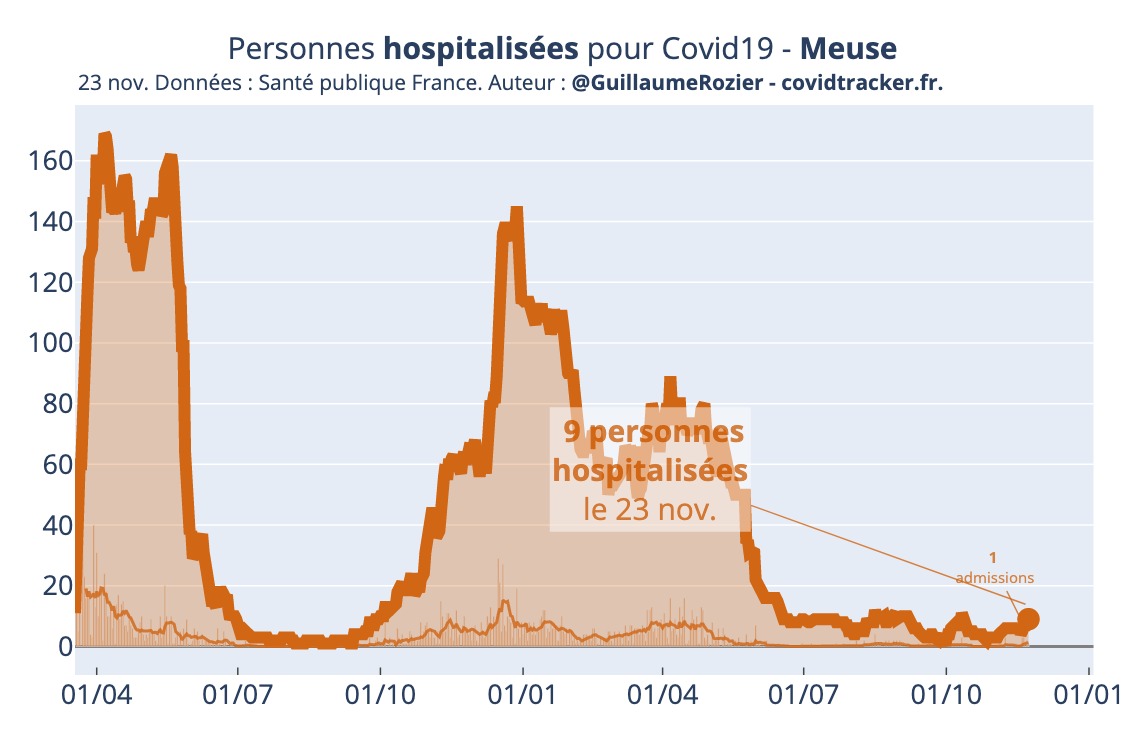 Personnes hospitalisées pour Covid19 - Meuse
23 nov. Données : Santé publique France. Auteur : @GuillaumeRozier - covidtracker.fr.
160
140
120
100
80
60
40
20
0
9 personnes
hospitalisées
le 23 nov.
1
admissions
01/04 01/07 01/10 01/01 01/04 01/07 01/10 01/01